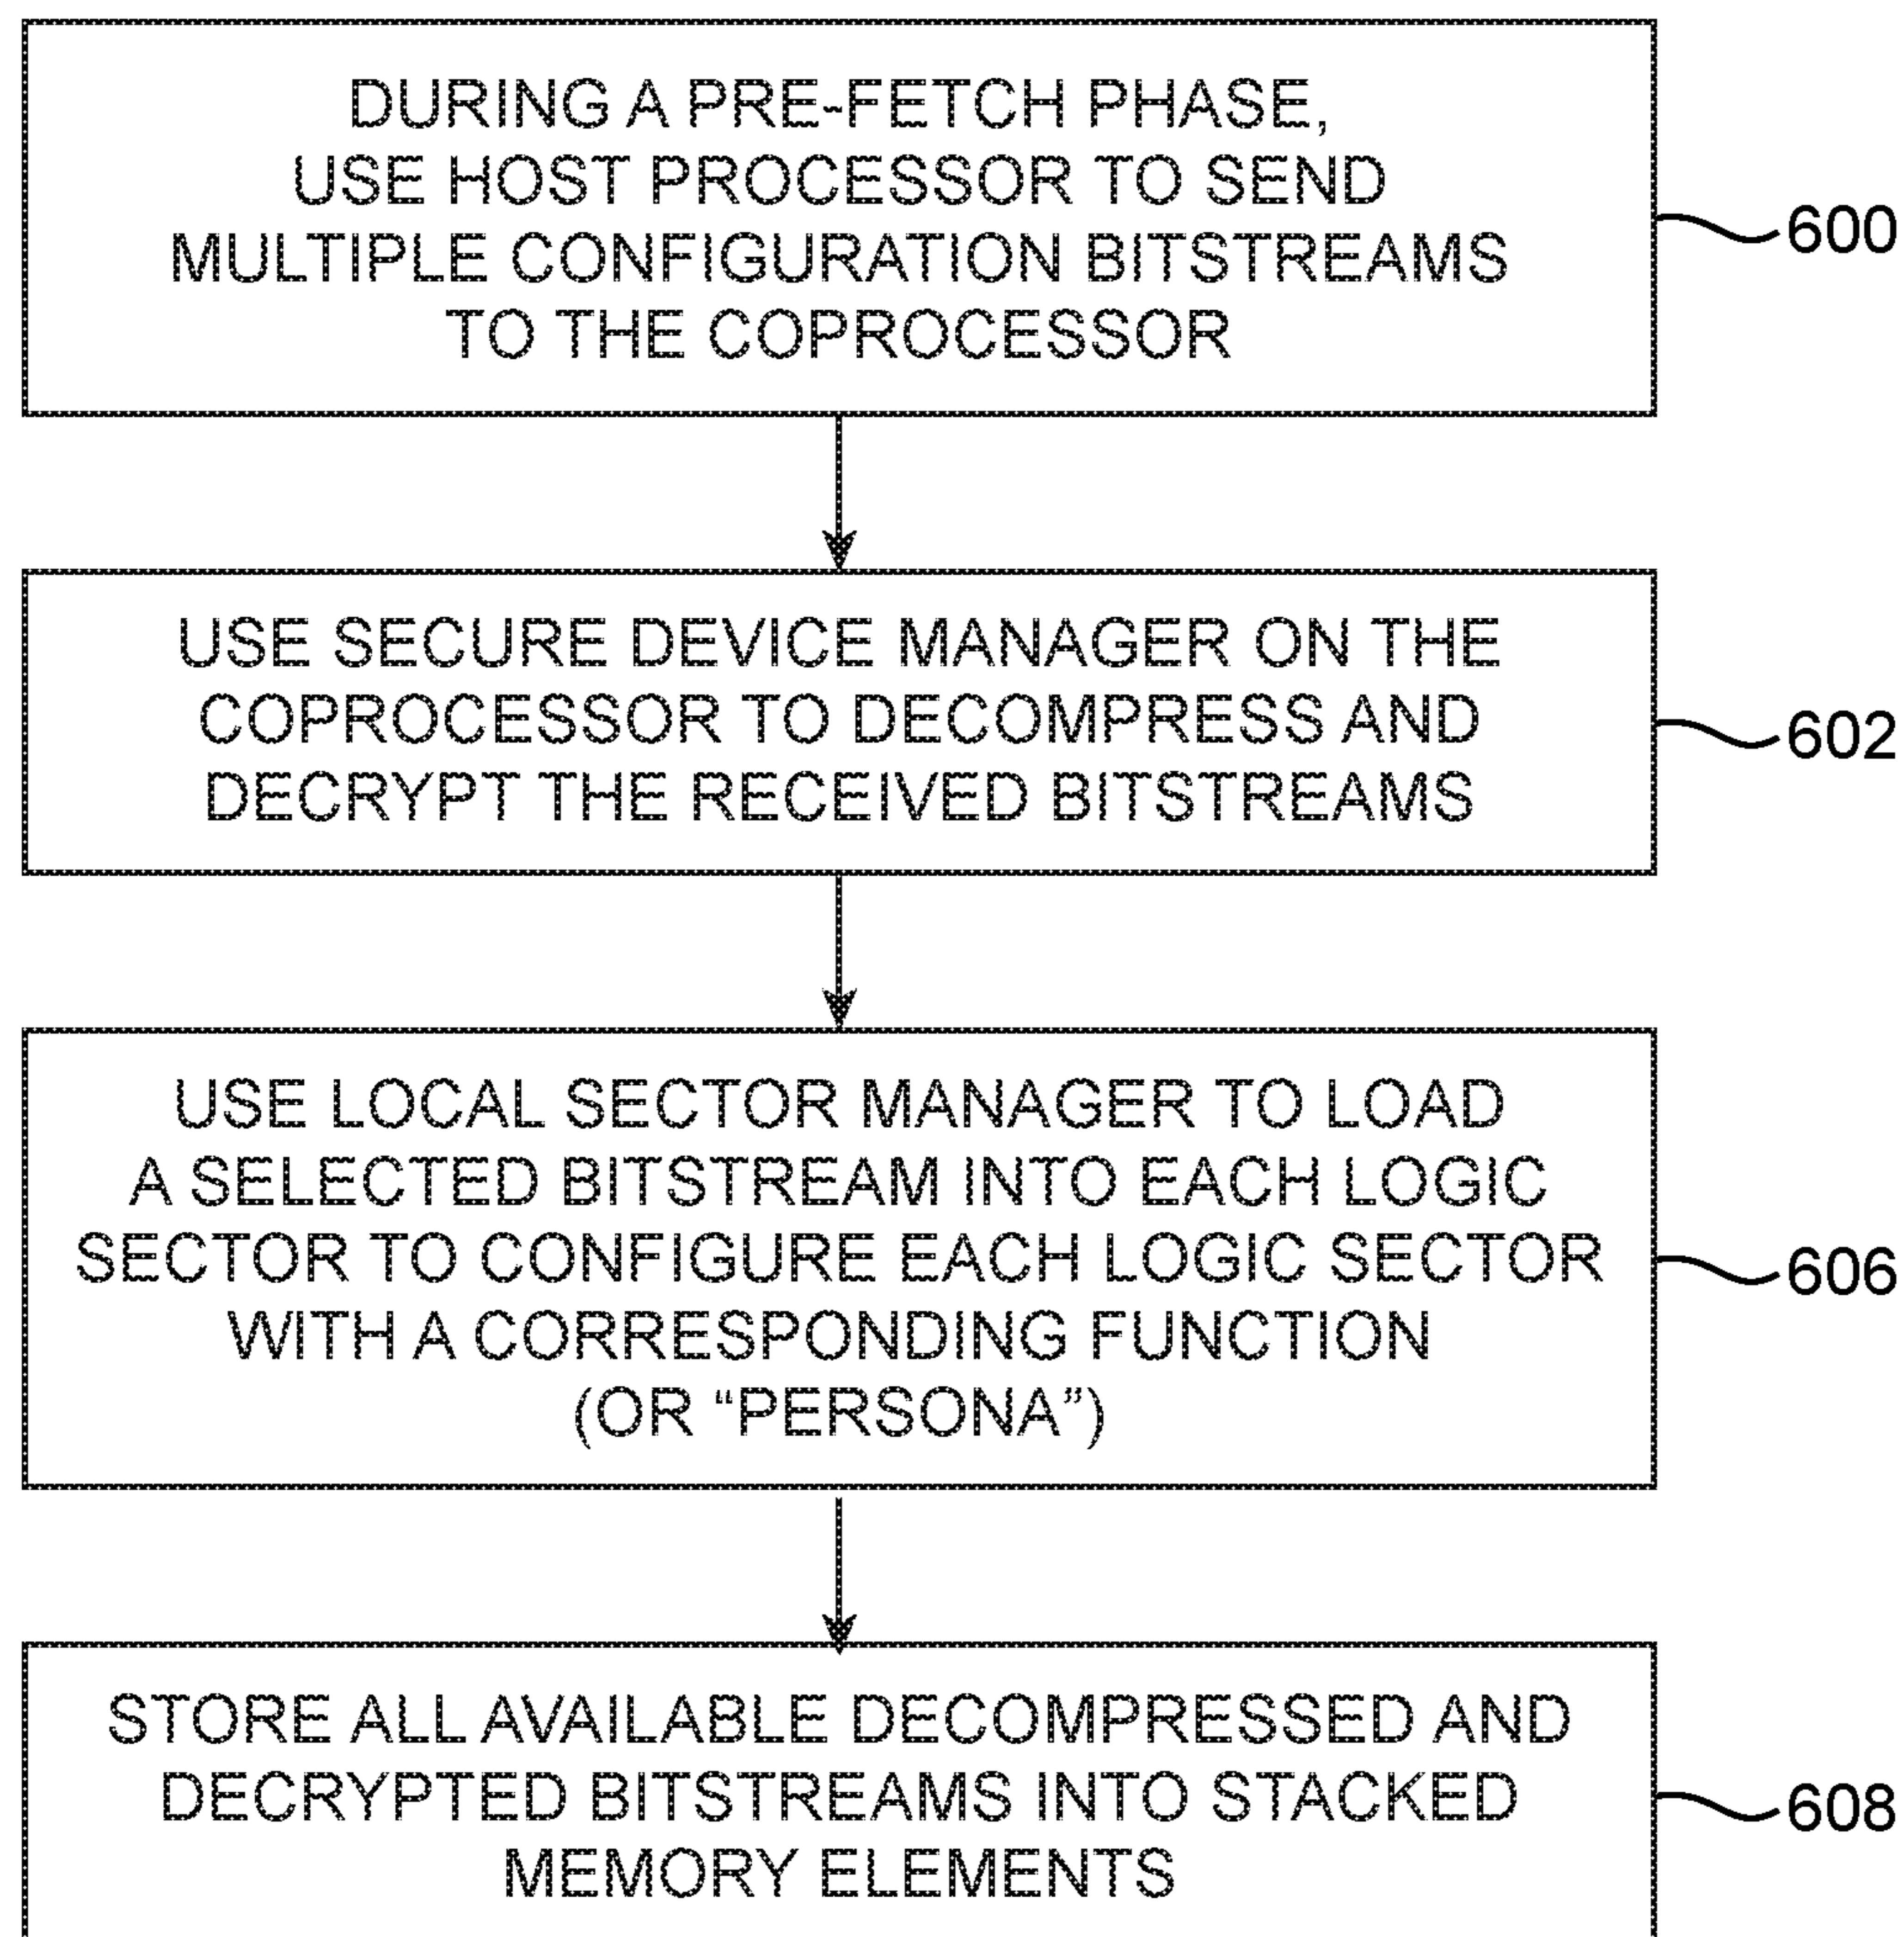 DURING A PRE-FETCH PHASE,
USE HOST PROCESSOR TO SEND
MULTIPLE CONFIGURATION BITSTREAMS
TO THE COPROCESSOR
600
USE SECURE DEVICE MANAGER ON THE
COPROCESSOR TO DECOMPRESS AND
DECRYPT THE RECEIVED BITSTREAMS
602
USE LOCAL SECTOR MANAGER TO LOAD
A SELECTED BITSTREAM INTO EACH LOGIC
SECTOR TO CONFIGURE EACH LOGIC SECTOR
WITH A CORRESPONDING FUNCTION
(OR “PERSONA”)
606
STORE ALL AVAILABLE DECOMPRESSED AND
DECRYPTED BITSTREAMS INTO STACKED
MEMORY ELEMENTS
608